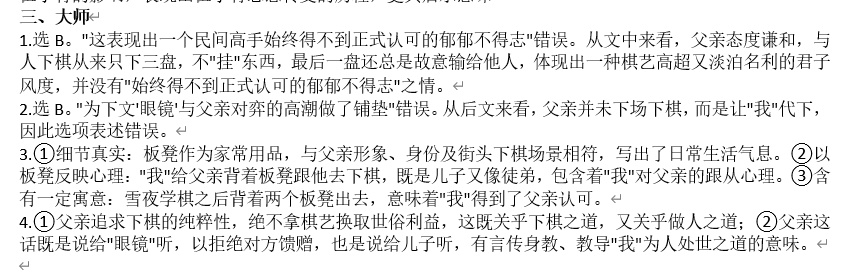 三、大师
1.选 B。"这表现出一个民间高手始终得不到正式认可的郁郁不得志"错误。从文中来看，父亲态度谦和，与
人下棋从来只下三盘，不"挂"东西，最后一盘还总是故意输给他人，体现出一种棋艺高超又淡泊名利的君子
风度，并没有"始终得不到正式认可的郁郁不得志"之情。
2.选 B。"为下文'眼镜'与父亲对弈的高潮做了铺垫"错误。从后文来看，父亲并未下场下棋，而是让"我"代下，
因此选项表述错误。
3.①细节真实：板凳作为家常用品，与父亲形象、身份及街头下棋场景相符，写出了日常生活气息。②以
板凳反映心理："我"给父亲背着板凳跟他去下棋，既是儿子又像徒弟，包含着"我"对父亲的跟从心理。③含
有一定寓意：雪夜学棋之后背着两个板凳出去，意味着"我"得到了父亲认可。
4.①父亲追求下棋的纯粹性，绝不拿棋艺换取世俗利益，这既关乎下棋之道，又关乎做人之道；②父亲这
话既是说给"眼镜"听，以拒绝对方馈赠，也是说给儿子听，有言传身教、教导"我"为人处世之道的意味。